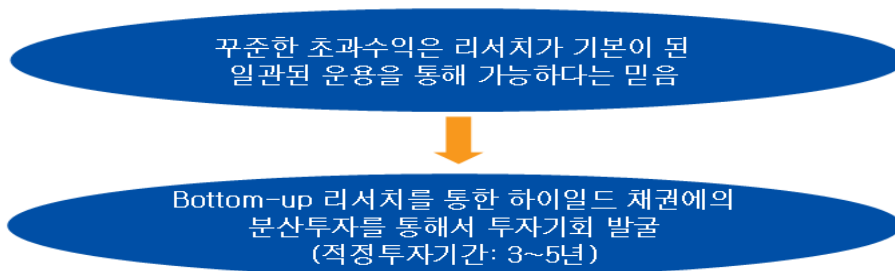 꾸준한 초과수익은 리서치가 기본이 된
일관된 운용을 통해 가능하다는 믿음
Bottom-up 리서치를 통한 하이일드 채권에의
분산투자를 통해서 투자기회 발굴
(적정투자기간: 3~5년)